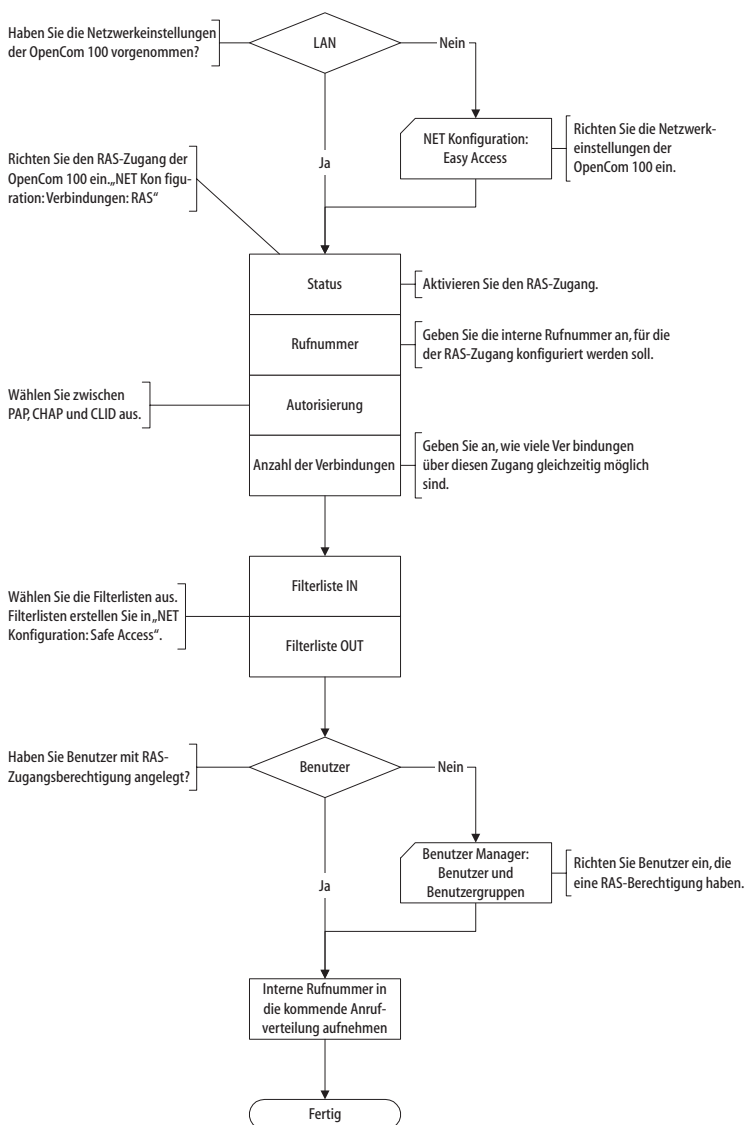 Haben Sie die Netzwerkeinstellungen
der OpenCom 100 vorgenommen?
LAN
Nein
NET Konfiguration:
Easy Access
Richten Sie die Netzwerk-
einstellungen der
OpenCom 100 ein.
Ja
Richten Sie den RAS-Zugang der
OpenCom 100 ein.„NET Kon figu-
ration: Verbindungen: RAS“
Status
Aktivieren Sie den RAS-Zugang.
Rufnummer
Geben Sie die interne Rufnummer an, für die
der RAS-Zugang konfiguriert werden soll.
Wählen Sie zwischen
PAP, CHAP und CLID aus.
Autorisierung
Anzahl der Verbindungen
Geben Sie an, wie viele Ver bindungen
über diesen Zugang gleichzeitig möglich
sind.
Wählen Sie die Filterlisten aus.
Filterlisten erstellen Sie in „NET
Konfiguration: Safe Access“.
Filterliste IN
Filterliste OUT
Haben Sie Benutzer mit RAS-
Zugangsberechtigung angelegt?
Benutzer
Nein
Benutzer Manager:
Benutzer und
Benutzergruppen
Richten Sie Benutzer ein, die
eine RAS-Berechtigung haben.
Ja
Interne Rufnummer in
die kommende Anruf-
verteilung aufnehmen
Fertig